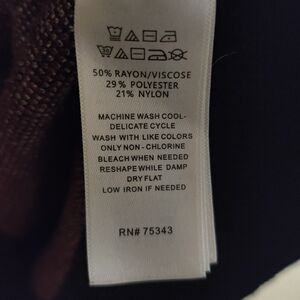 50% RAYON/VISCOSE
29% POLYESTER
21% NYLON
MACHINE WASH COOL-
DELICATE CYCLE
WASH WITH LIKE COLORS
ONLY NON-CHLORINE
BLEACH WHEN NEEDED
RESHAPE WHILE DAMP
DRY FLAT
LOW IRON IF NEEDED
RN# 75343